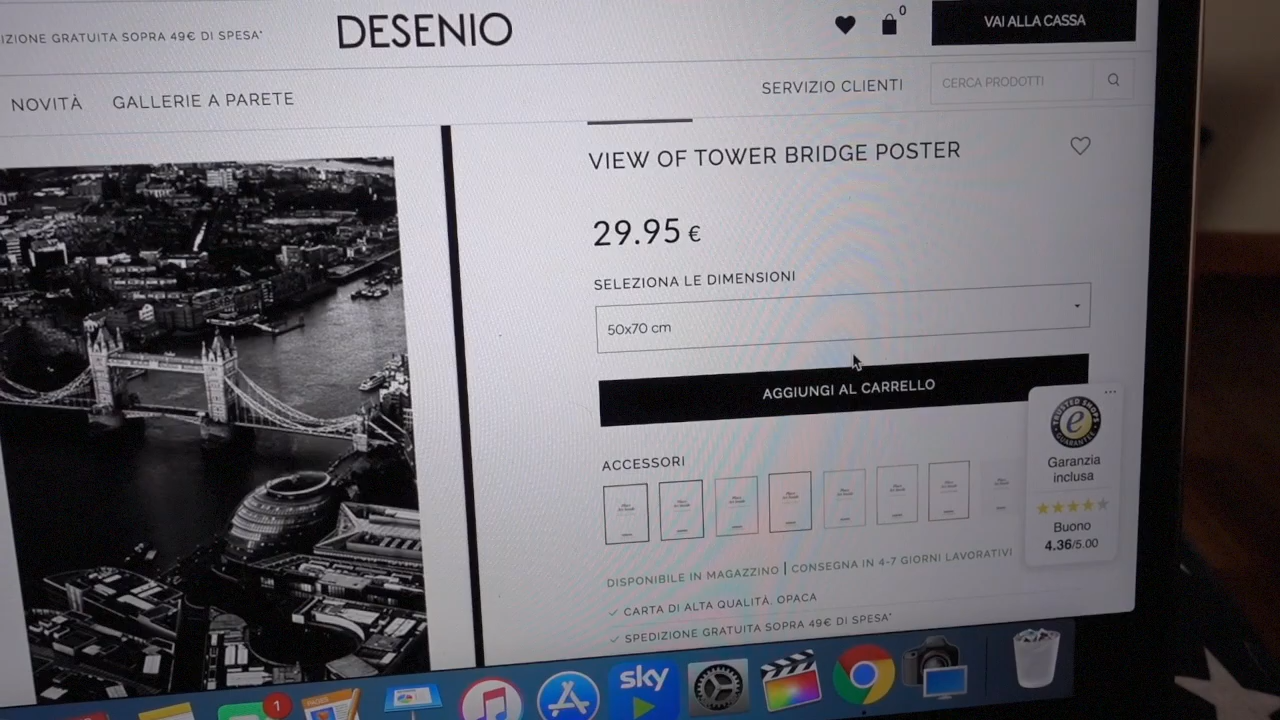 IZIONE GRATUITA SOPRA 49€ DI SPESA*
DESENIO
0
VAI ALLA CASSA
NOVITÀ
GALLERIE A PARETE
SERVIZIO CLIENTI
CERCA PRODOTTI
VIEW OF TOWER BRIDGE POSTER
29.95 €
SELEZIONA LE DIMENSIONI
50x70 cm
AGGIUNGI AL CARRELLO
TRUSTED SHOPS
GUARANTEE
e
Garanzia
inclusa
Buono
4.36/5.00
ACCESSORI
DISPONIBILE IN MAGAZZINO | CONSEGNA IN 4-7 GIORNI LAVORATIVI
✓ CARTA DI ALTA QUALITÀ, OPACA
✓ SPEDIZIONE GRATUITA SOPRA 49€ DI SPESA*
1
sky